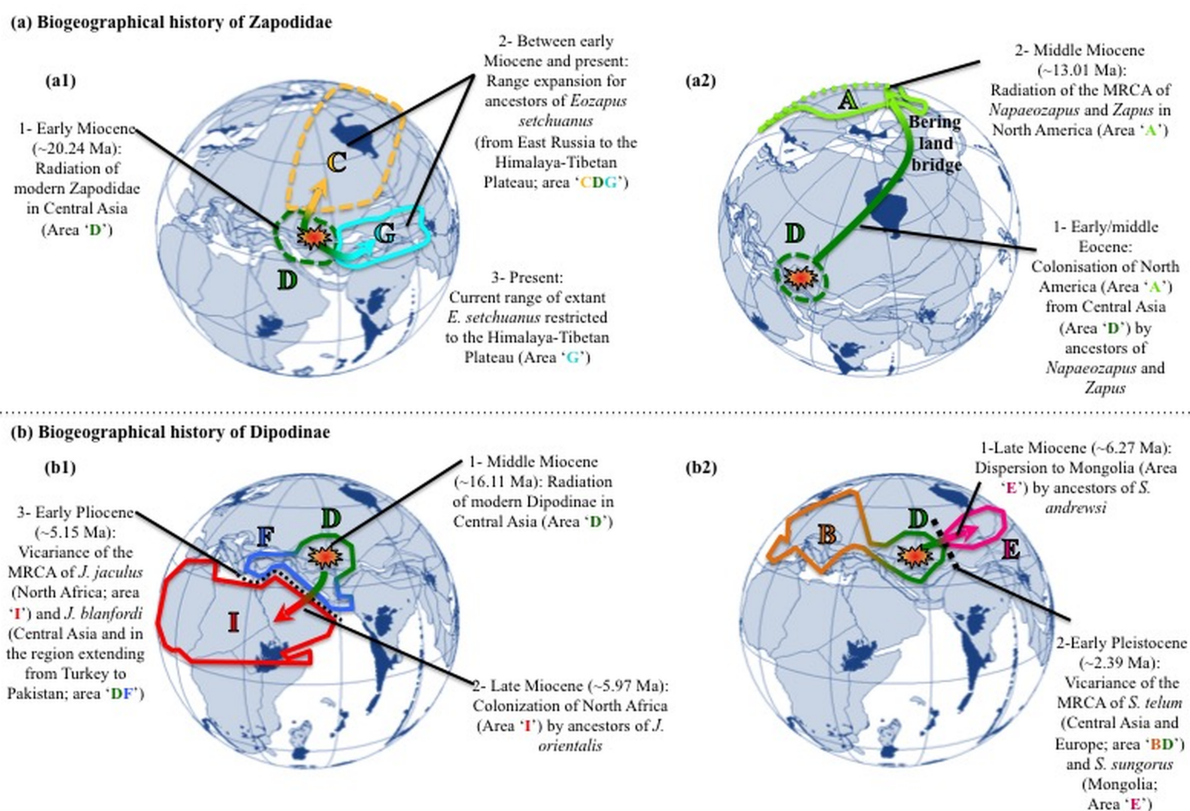 (a) Biogeographical history of Zapodidae
(a1)
1- Early Miocene
(~20.24 Ma):
Radiation of
modern Zapodidae
in Central Asia
(Area ‘D’)
C
G
D
2- Between early
Miocene and present:
Range expansion for
ancestors of Eozapus
setchuanus
(from East Russia to the
Himalaya-Tibetan
Plateau; area ‘CDG’)
3- Present:
Current range of extant
E. setchuanus restricted
to the Himalaya-Tibetan
Plateau (Area ‘G’)
(a2)
A
Bering
land
bridge
D
2- Middle Miocene
(~13.01 Ma):
Radiation of the MRCA of
Napaeozapus and Zapus in
North America (Area ‘A’)
1- Early/middle
Eocene:
Colonisation of North
America (Area ‘A’)
from Central Asia
(Area ‘D’) by
ancestors of
Napaeozapus and
Zapus
(b) Biogeographical history of Dipodinae
(b1)
3- Early Pliocene
(~5.15 Ma):
Vicariance of the
MRCA of J. jaculus
(North Africa; area
‘I’) and J. blanfordi
(Central Asia and in
the region extending
from Turkey to
Pakistan; area ‘DF’)
D
F
I
1- Middle Miocene
(~16.11 Ma): Radiation
of modern Dipodinae in
Central Asia (Area ‘D’)
2- Late Miocene (~5.97 Ma):
Colonization of North Africa
(Area ‘I’) by ancestors of J.
orientalis
(b2)
B
D
E
1-Late Miocene (~6.27 Ma):
Dispersion to Mongolia (Area
‘E’) by ancestors of S.
andrewsi
2-Early Pleistocene
(~2.39 Ma):
Vicariance of the
MRCA of S. telum
(Central Asia and
Europe; area ‘BD’)
and S. sungorus
(Mongolia;
Area ‘E’)